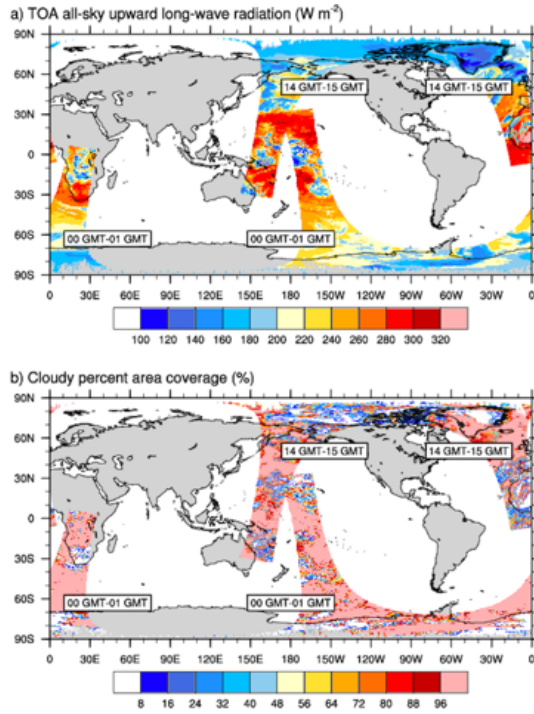 a) TOA all-sky upward long-wave radiation (W m⁻²)
90N
60N
14 GMT-15 GMT 14 GMT-15 GMT
30N
0
30S
60S 00 GMT-01 GMT 00 GMT-01 GMT
90S
0 30E 60E 90E 120E 150E 180 150W 120W 90W 60W 30W 0
100 120 140 160 180 200 220 240 260 280 300 320
b) Cloudy percent area coverage (%)
90N
60N
14 GMT-15 GMT 14 GMT-15 GMT
30N
0
30S
60S 00 GMT-01 GMT 00 GMT-01 GMT
90S
0 30E 60E 90E 120E 150E 180 150W 120W 90W 60W 30W 0
8 16 24 32 40 48 56 64 72 80 88 96